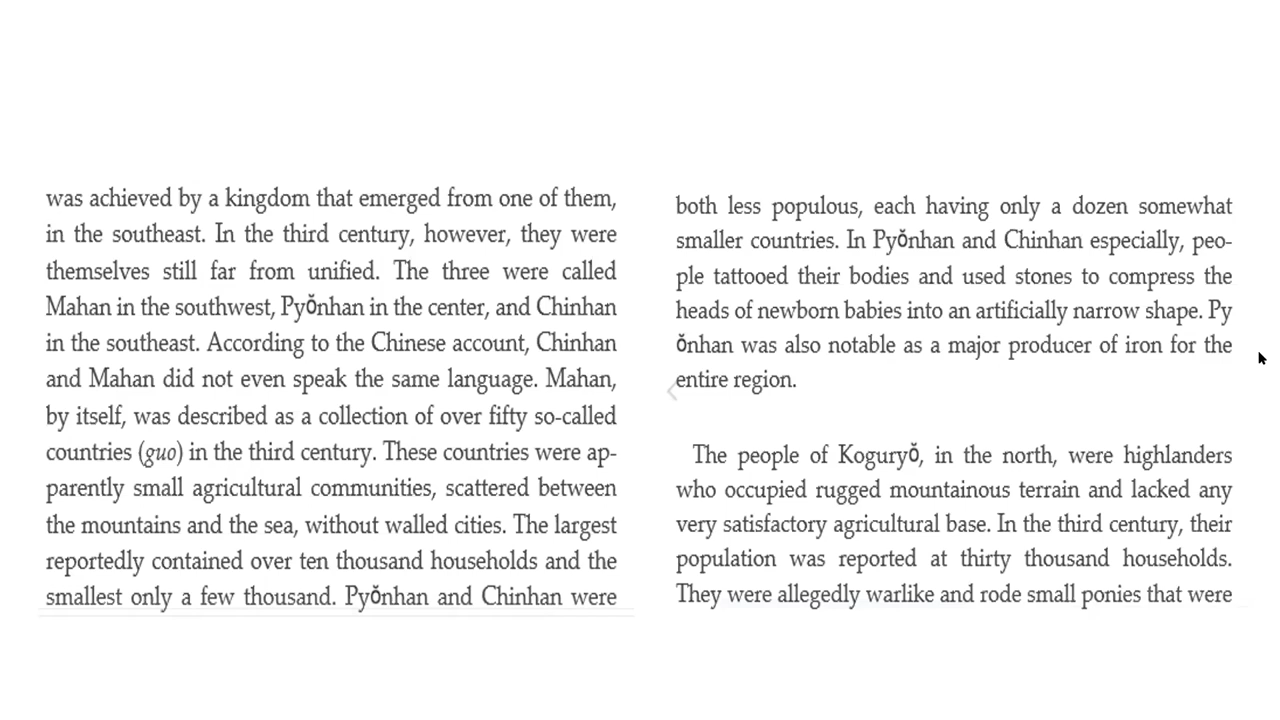 was achieved by a kingdom that emerged from one of them,
in the southeast. In the third century, however, they were
themselves still far from unified. The three were called
Mahan in the southwest, Pyŏnhan in the center, and Chinhan
in the southeast. According to the Chinese account, Chinhan
and Mahan did not even speak the same language. Mahan,
by itself, was described as a collection of over fifty so-called
countries (guo) in the third century. These countries were ap-
parently small agricultural communities, scattered between
the mountains and the sea, without walled cities. The largest
reportedly contained over ten thousand households and the
smallest only a few thousand. Pyŏnhan and Chinhan were
both less populous, each having only a dozen somewhat
smaller countries. In Pyŏnhan and Chinhan especially, peo-
ple tattooed their bodies and used stones to compress the
heads of newborn babies into an artificially narrow shape. Py
ŏnhan was also notable as a major producer of iron for the
entire region.
The people of Koguryŏ, in the north, were highlanders
who occupied rugged mountainous terrain and lacked any
very satisfactory agricultural base. In the third century, their
population was reported at thirty thousand households.
They were allegedly warlike and rode small ponies that were